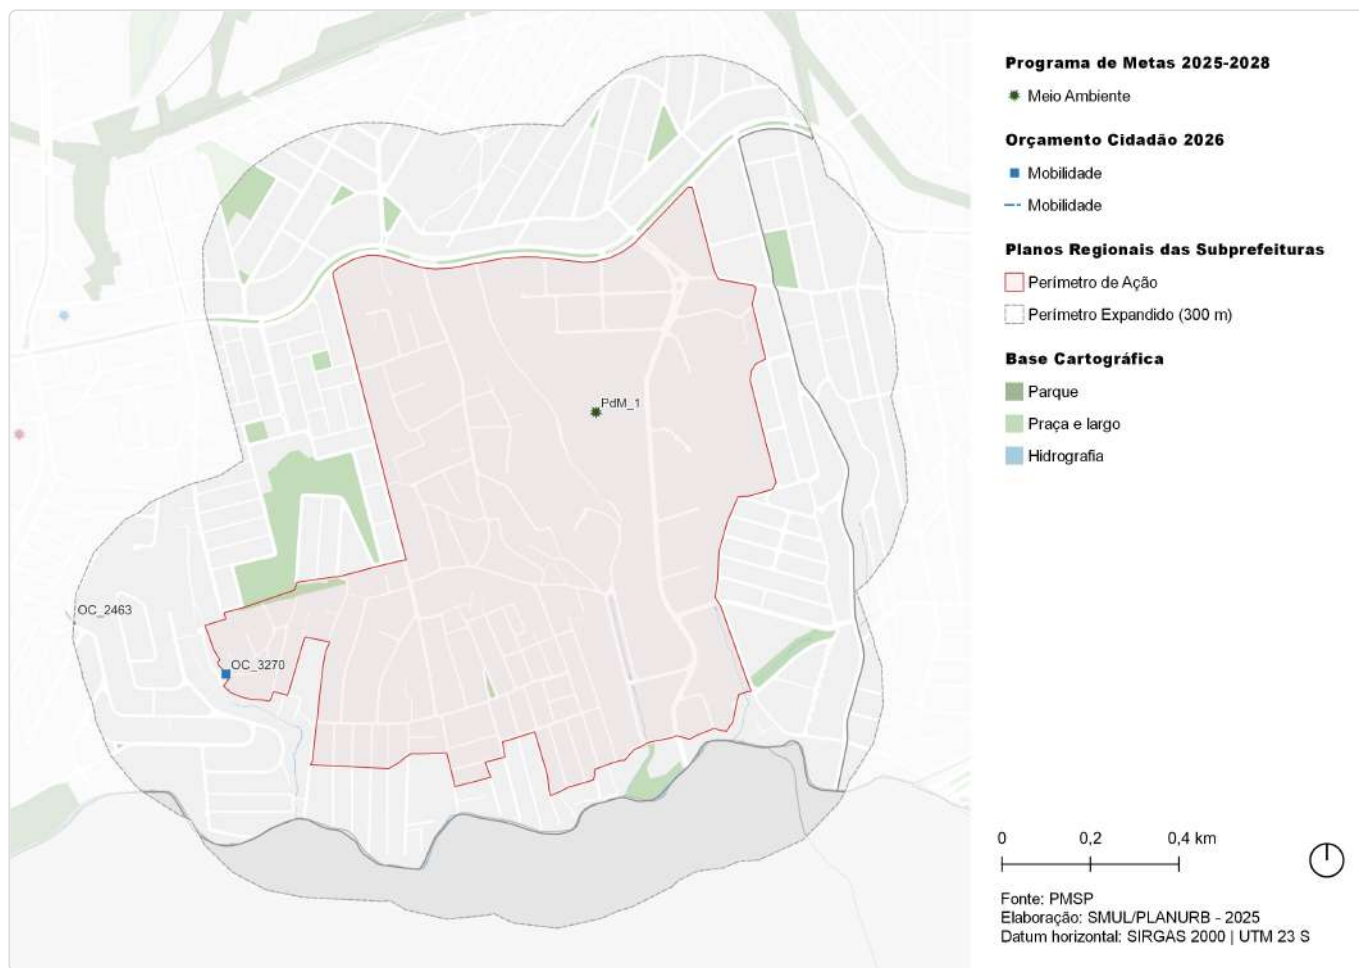 Programa de Metas 2025-2028
Meio Ambiente
Orçamento Cidadão 2026
Mobilidade
Mobilidade
Planos Regionais das Subprefeituras
Perímetro de Ação
Perímetro Expandido (300 m)
Base Cartográfica
Parque
Praça e largo
Hidrografia
PdM_1
OC_2463
OC_3270
0 0,2 0,4 km
Fonte: PMSP
Elaboração: SMUL/PLANURB - 2025
Datum horizontal: SIRGAS 2000 | UTM 23 S